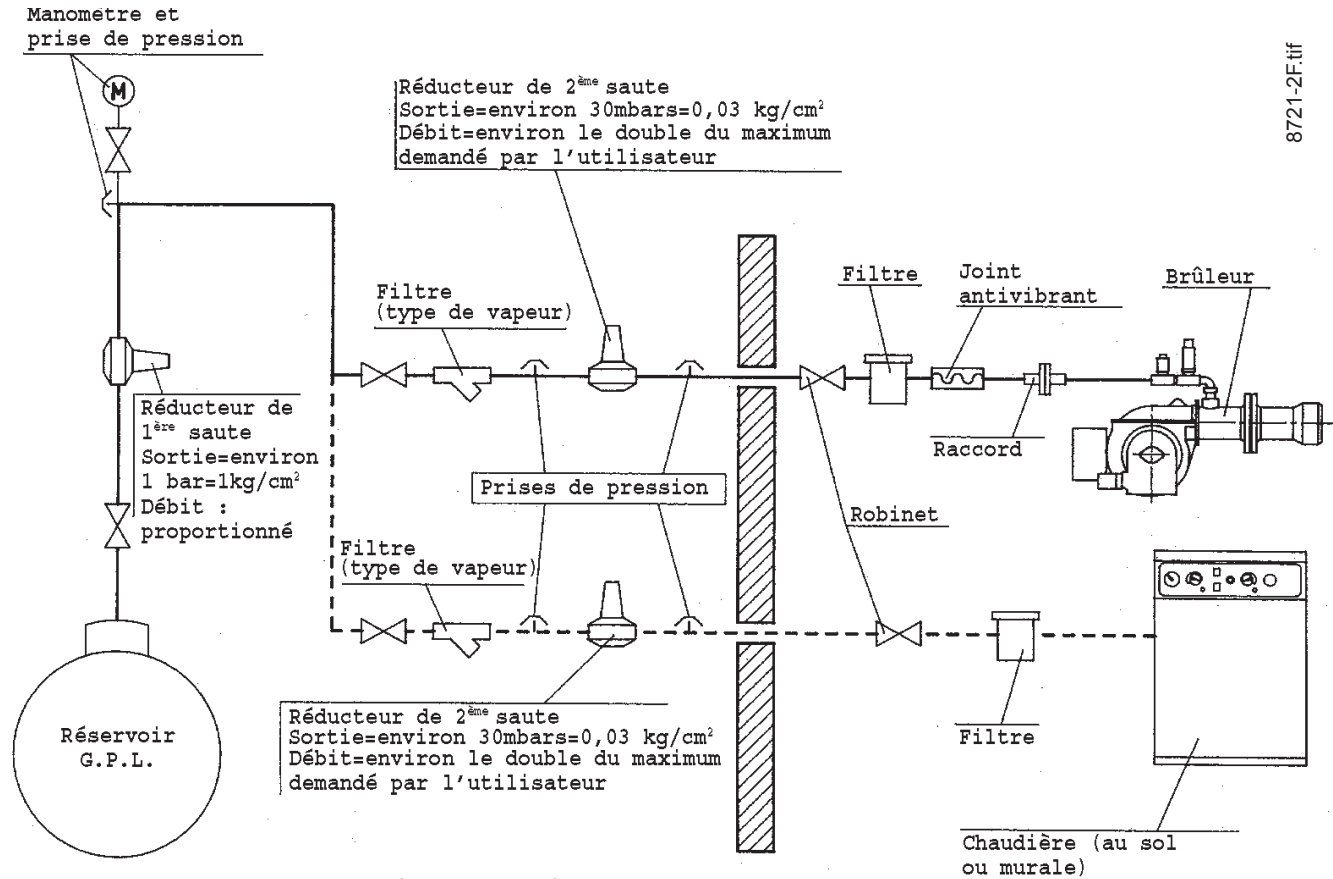 Manomètre et
prise de pression
M
8721-2F.tif
Réducteur de 2ème saute
Sortie=environ 30mbars=0,03 kg/cm²
Débit=environ le double du maximum
demandé par l'utilisateur
Filtre
(type de vapeur)
Filtre
Joint
antivibrant
Brûleur
Réducteur de
1ère saute
Sortie=environ
1 bar=1kg/cm²
Débit :
proportionné
Raccord
Prises de pression
Robinet
Filtre
(type de vapeur)
Réservoir
G.P.L.
Réducteur de 2ème saute
Sortie=environ 30mbars=0,03 kg/cm²
Débit=environ le double du maximum
demandé par l'utilisateur
Filtre
Chaudière (au sol
ou murale)